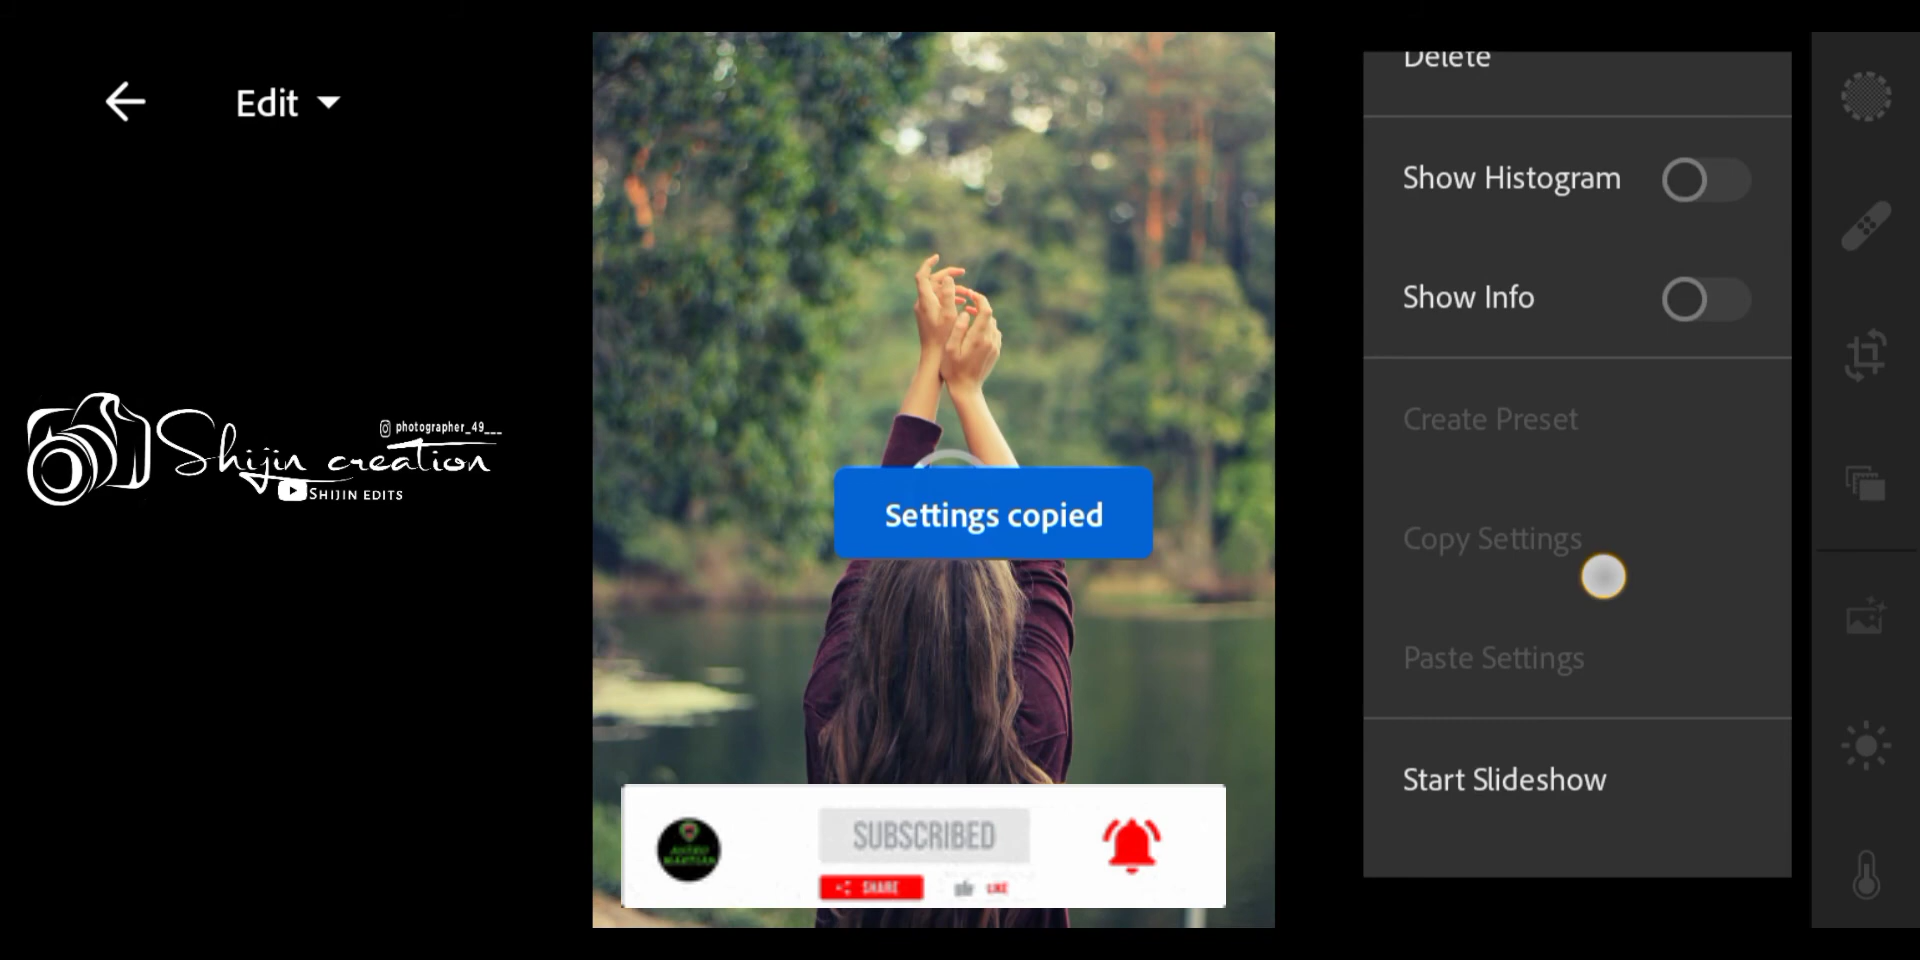 Edit
photographer_49___
Shijin creation
SHIJIN EDITS
Settings copied
SUBSCRIBED
SHARE
LIKE
Delete
Show Histogram
Show Info
Create Preset
Copy Settings
Paste Settings
Start Slideshow